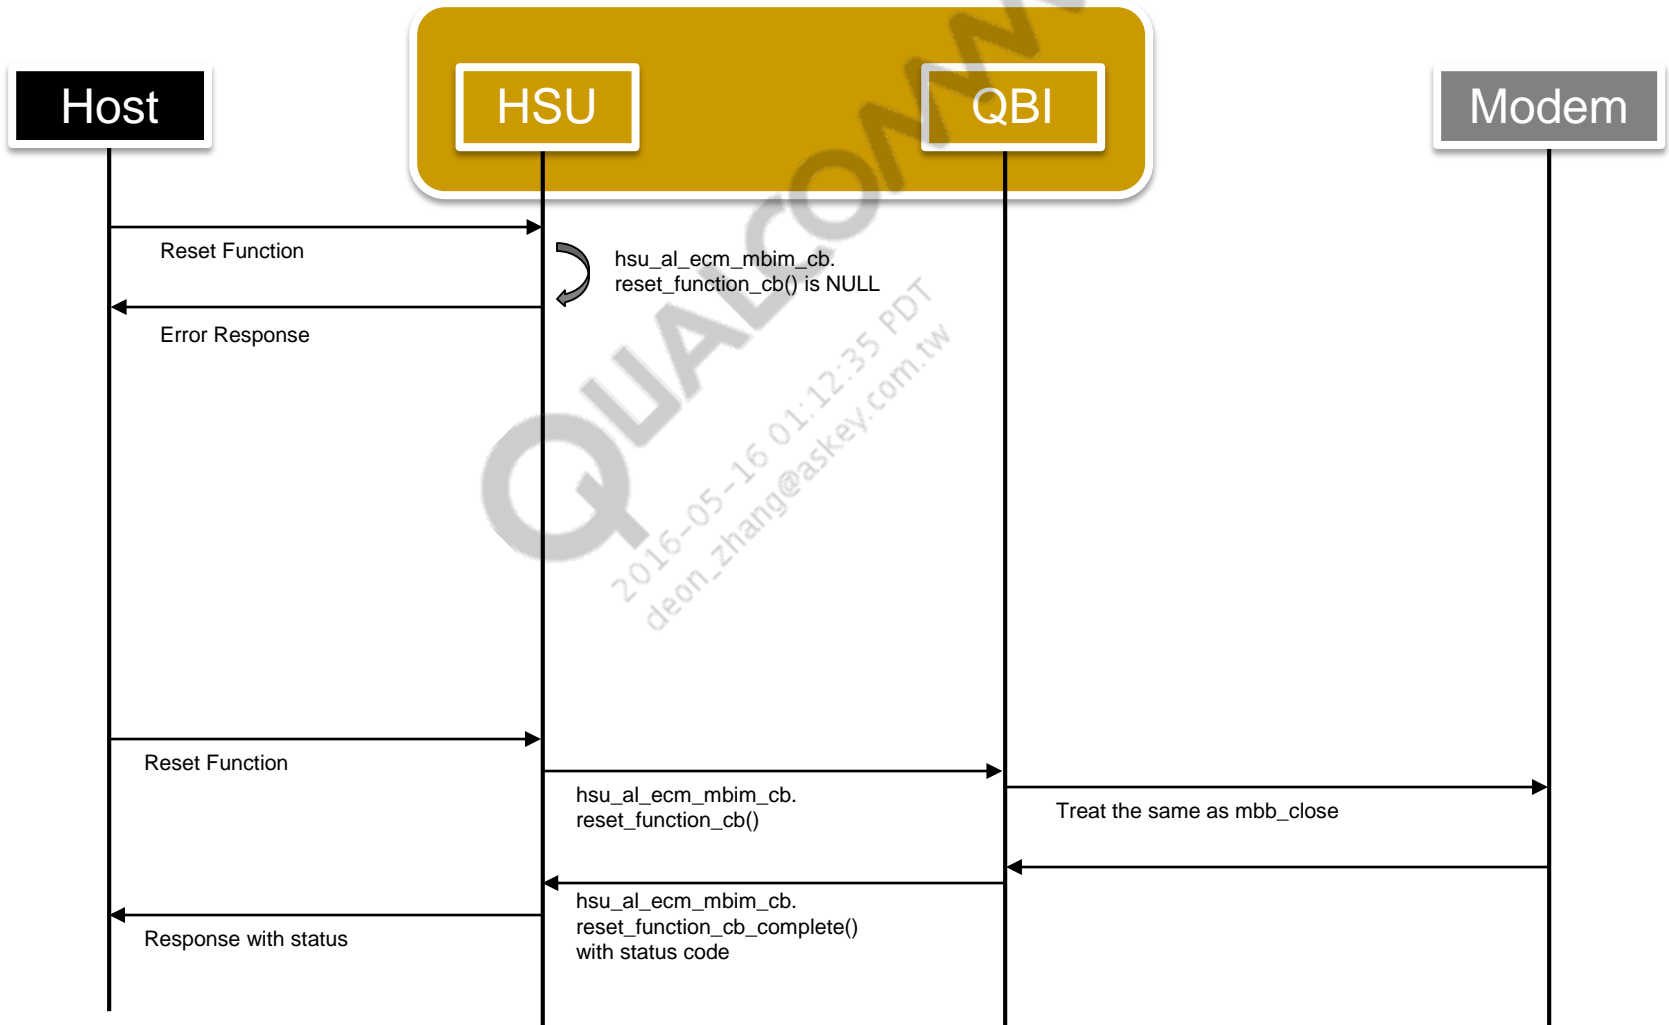 Host
HSU
QBI
Modem
Reset Function
hsu_al_ecm_mbim_cb.
reset_function_cb() is NULL
Error Response
QUALCOMM
2016-05-16 01:12:35 PDT
deon_zhang@askey.com.tw
Reset Function
hsu_al_ecm_mbim_cb.
reset_function_cb()
Treat the same as mbb_close
hsu_al_ecm_mbim_cb.
reset_function_cb_complete()
with status code
Response with status